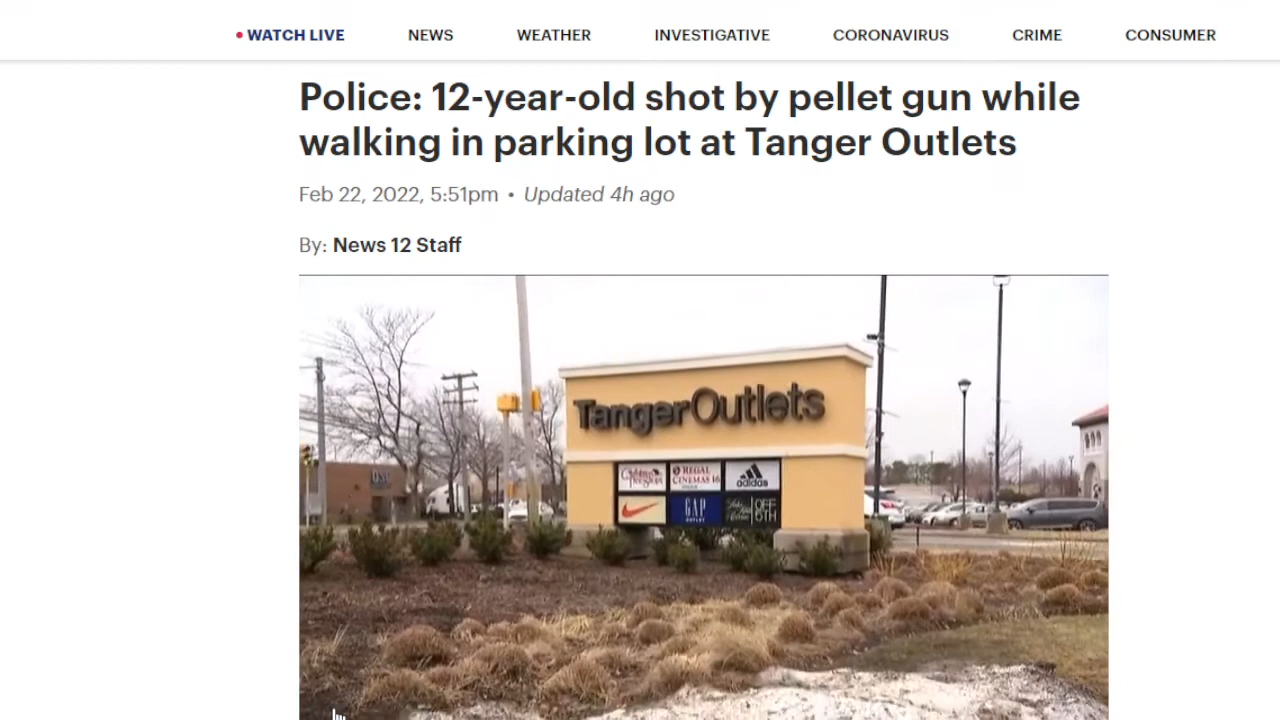 WATCH LIVE NEWS WEATHER INVESTIGATIVE CORONAVIRUS CRIME CONSUMER
Police: 12-year-old shot by pellet gun while
walking in parking lot at Tanger Outlets
Feb 22, 2022, 5:51pm • Updated 4h ago
By: News 12 Staff
TangerOutlets
REGAL
CINEMAS 16
adidas
GAP
OUTLET
OFF
5TH